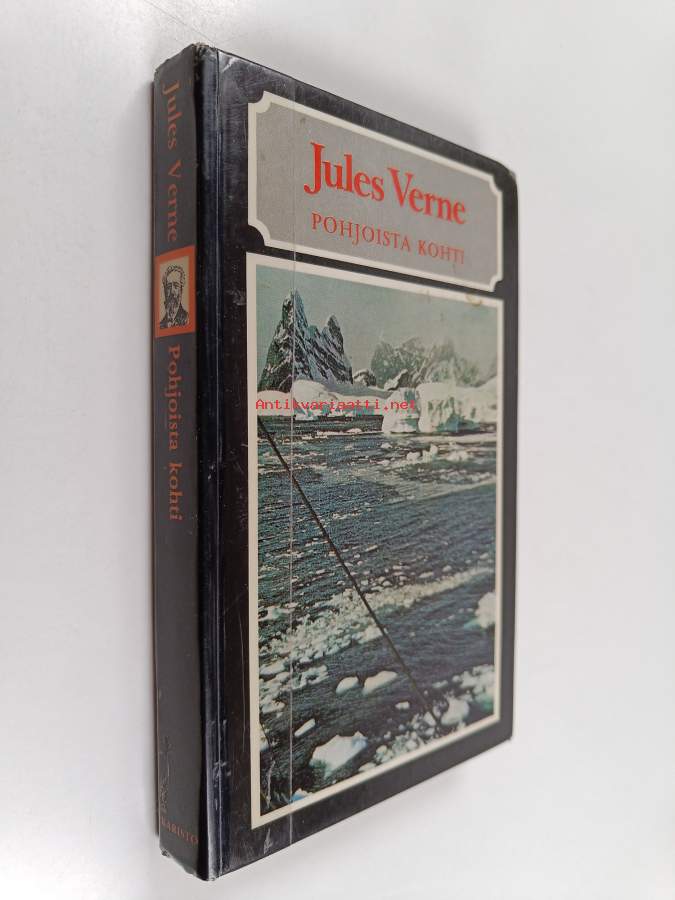 Jules Verne
POHJOISTA KOHTI
Antikvariaatti.net
Jules Verne
Pohjoista kohti
KARISTO